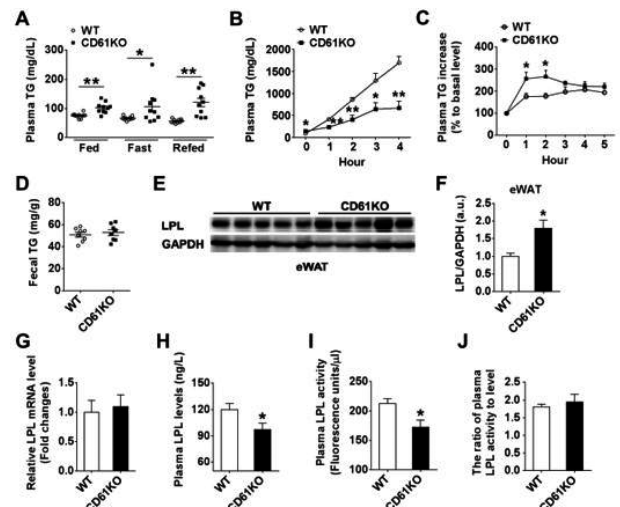 A
WT
CD61KO
Plasma TG (mg/dL)
320
240
160
80
0
**
*
**
Fed
Fast
Refed
B
WT
CD61KO
Plasma TG (mg/dL)
2000
1500
1000
500
0
*
**
**
*
**
0 1 2 3 4
Hour
C
WT
CD61KO
Plasma TG increase
(% to basal level)
400
300
200
100
0
* *
0 1 2 3 4 5
Hour
D
Fecal TG (mg/g)
100
80
60
40
20
0
WT
CD61KO
E
WT
CD61KO
LPL
GAPDH
eWAT
F
eWAT
LPL/GAPDH (a.u.)
2.5
2.0
1.5
1.0
0.5
0.0
*
WT
CD61KO
G
Relative LPL mRNA level
(Fold changes)
1.5
1.0
0.5
0.0
WT
CD61KO
H
Plasma LPL levels (ng/L)
150
120
90
60
*
WT
CD61KO
I
Plasma LPL activity
(Fluorescence units/μl)
250
200
150
100
*
WT
CD61KO
J
The ratio of plasma
LPL activity to level
2.5
2.0
1.5
1.0
0.5
0.0
WT
CD61KO